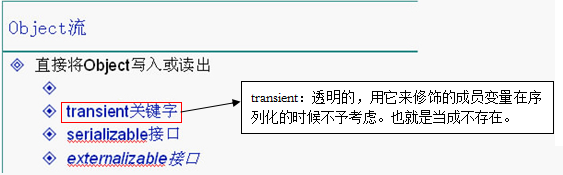 Object流
直接将Object写入或读出
transient关键字
serializable接口
externalizable接口
transient：透明的，用它来修饰的成员变量在序
列化的时候不予考虑。也就是当成不存在。